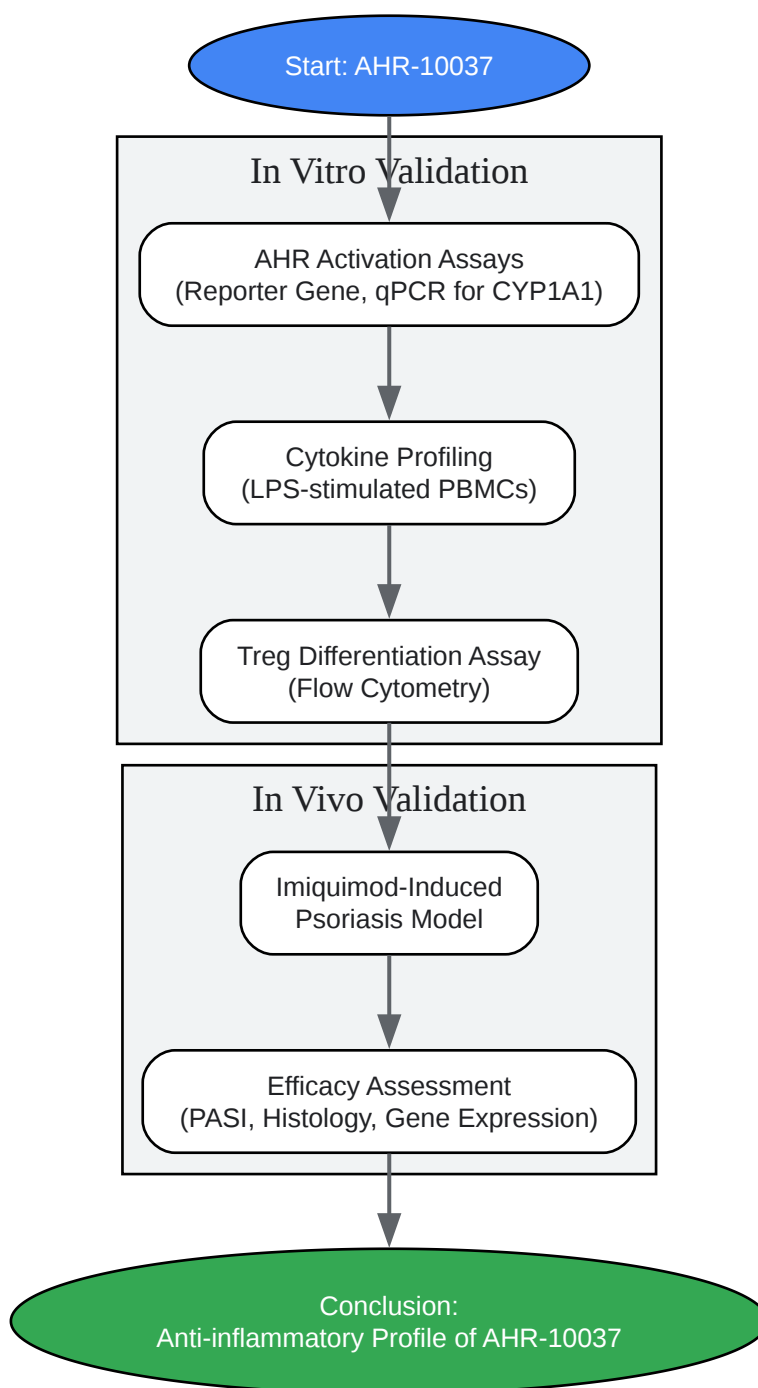 Start: AHR-10037
In Vitro Validation
AHR Activation Assays
(Reporter Gene, qPCR for CYP1A1)
Cytokine Profiling
(LPS-stimulated PBMCs)
Treg Differentiation Assay
(Flow Cytometry)
In Vivo Validation
Imiquimod-Induced
Psoriasis Model
Efficacy Assessment
(PASI, Histology, Gene Expression)
Conclusion:
Anti-inflammatory Profile of AHR-10037